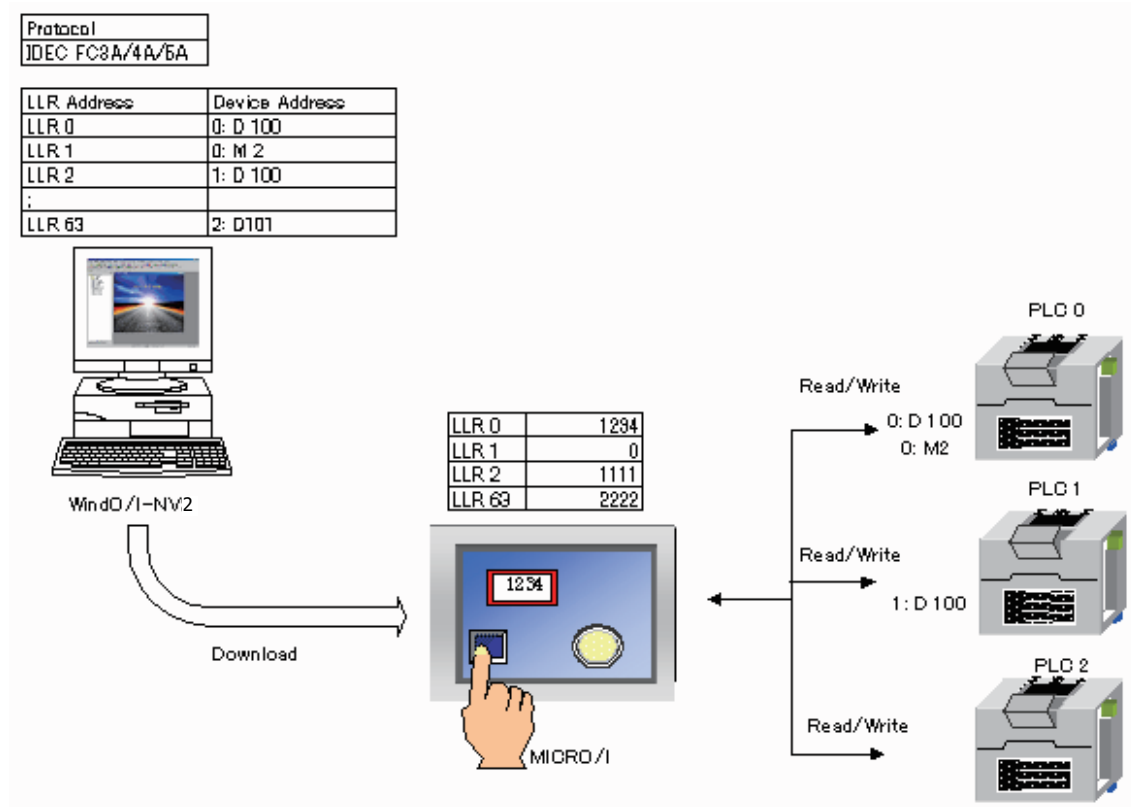 Protocol
IDEC FC3A/4A/5A
LLR Address Device Address
LLR 0 0: D 100
LLR 1 0: M 2
LLR 2 1: D 100
:
LLR 63 2: D101
WindO/I-NV2
Download
LLR 0 1234
LLR 1 0
LLR 2 1111
LLR 63 2222
1234
MICRO/I
PLC 0
Read/Write
0: D 100
0: M2
PLC 1
Read/Write
1: D 100
PLC 2
Read/Write